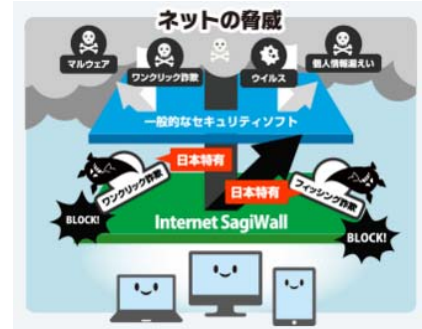 ネットの脅威
マルウェア
ワンクリック詐欺
ウイルス
個人情報漏えい
一般的なセキュリティソフト
日本特有
ワンクリック詐欺
日本特有
フィッシング詐欺
BLOCK!
Internet SagiWall
BLOCK!